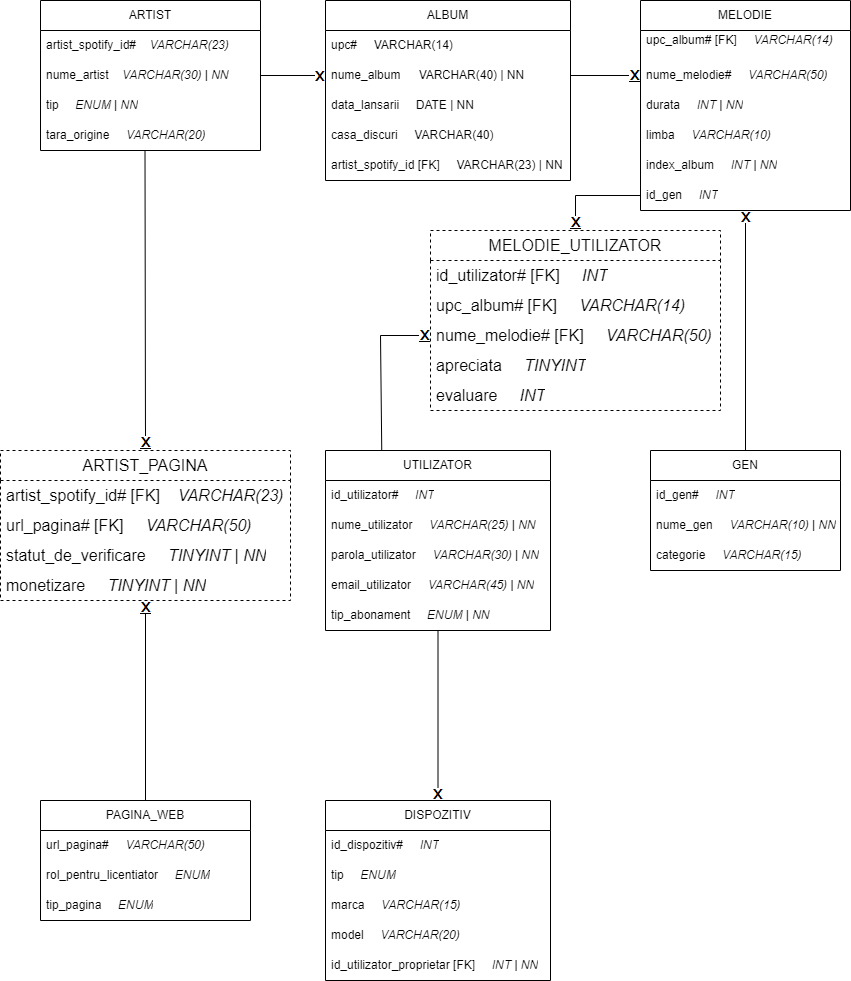 ARTIST
artist_spotify_id# VARCHAR(23)
nume_artist VARCHAR(30) | NN
tip ENUM | NN
tara_origine VARCHAR(20)
X
ALBUM
upc# VARCHAR(14)
nume_album VARCHAR(40) | NN
data_lansarii DATE | NN
casa_discuri VARCHAR(40)
artist_spotify_id [FK] VARCHAR(23) | NN
X
MELODIE
upc_album# [FK] VARCHAR(14)
nume_melodie# VARCHAR(50)
durata INT | NN
limba VARCHAR(10)
index_album INT | NN
id_gen INT
X
X
MELODIE_UTILIZATOR
id_utilizator# [FK] INT
upc_album# [FK] VARCHAR(14)
X
nume_melodie# [FK] VARCHAR(50)
apreciata TINYINT
evaluare INT
X
ARTIST_PAGINA
artist_spotify_id# [FK] VARCHAR(23)
url_pagina# [FK] VARCHAR(50)
statut_de_verificare TINYINT | NN
monetizare TINYINT | NN
X
UTILIZATOR
id_utilizator# INT
nume_utilizator VARCHAR(25) | NN
parola_utilizator VARCHAR(30) | NN
email_utilizator VARCHAR(45) | NN
tip_abonament ENUM | NN
GEN
id_gen# INT
nume_gen VARCHAR(10) | NN
categorie VARCHAR(15)
PAGINA_WEB
url_pagina# VARCHAR(50)
rol_pentru_licentiator ENUM
tip_pagina ENUM
X
DISPOZITIV
id_dispozitiv# INT
tip ENUM
marca VARCHAR(15)
model VARCHAR(20)
id_utilizator_proprietar [FK] INT | NN